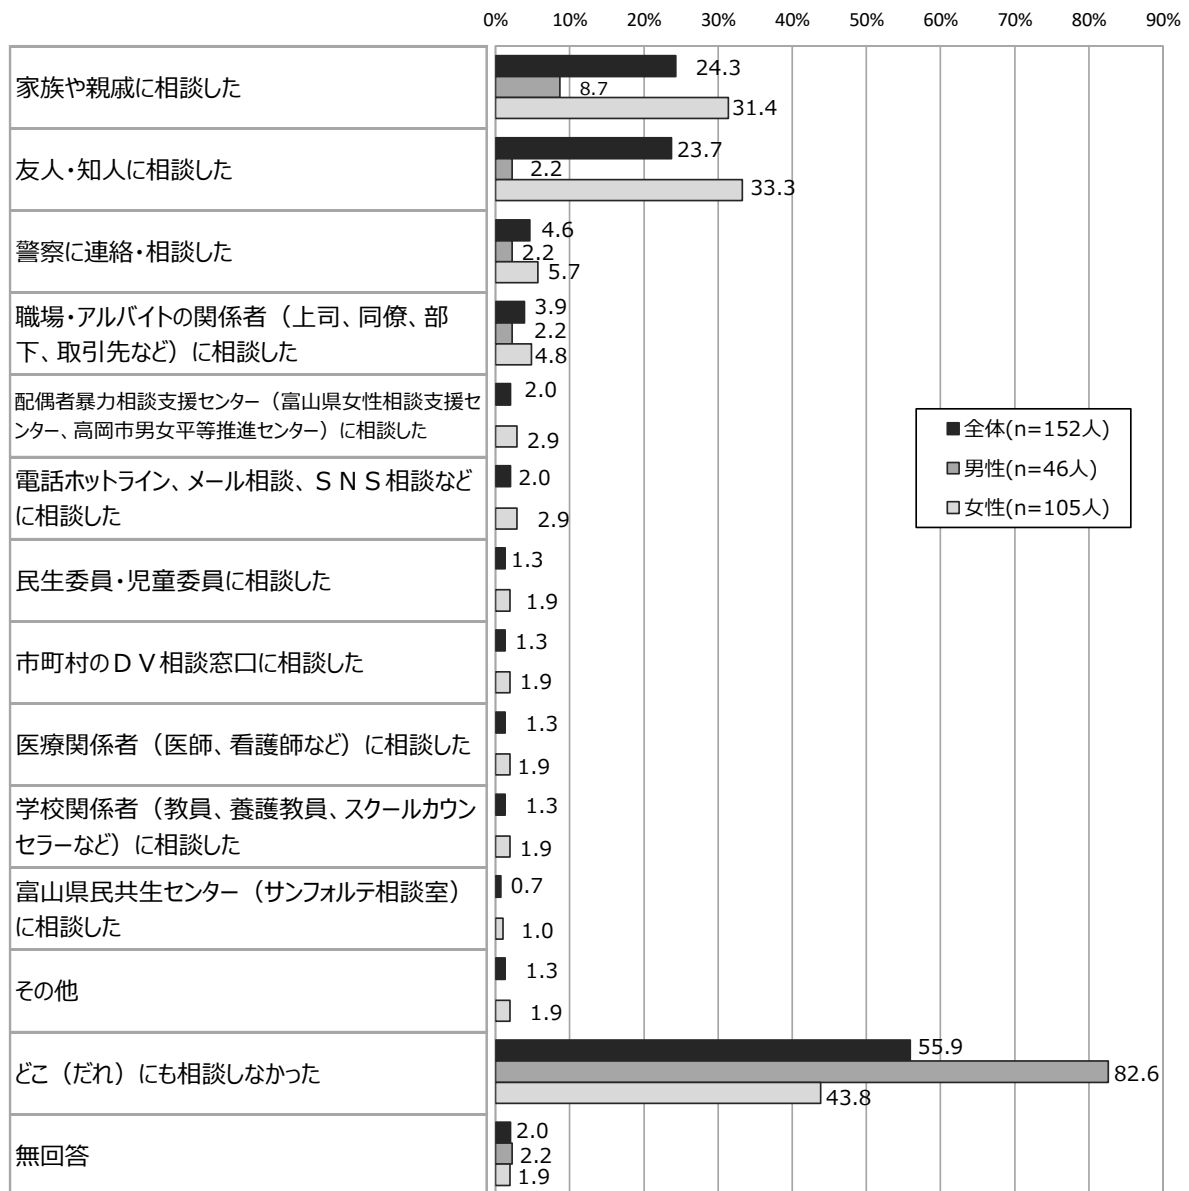 0% 10% 20% 30% 40% 50% 60% 70% 80% 90%
家族や親戚に相談した
24.3
8.7
31.4
友人・知人に相談した
23.7
2.2
33.3
警察に連絡・相談した
4.6
2.2
5.7
職場・アルバイトの関係者（上司、同僚、部
下、取引先など）に相談した
3.9
2.2
4.8
配偶者暴力相談支援センター（富山県女性相談支援セ
ンター、高岡市男女平等推進センター）に相談した
2.0
2.9
電話ホットライン、メール相談、ＳＮＳ相談など
に相談した
2.0
2.9
民生委員・児童委員に相談した
1.3
1.9
市町村のＤＶ相談窓口に相談した
1.3
1.9
医療関係者（医師、看護師など）に相談した
1.3
1.9
学校関係者（教員、養護教員、スクールカウン
セラーなど）に相談した
1.3
1.9
富山県民共生センター（サンフォルテ相談室）
に相談した
0.7
1.0
その他
1.3
1.9
どこ（だれ）にも相談しなかった
55.9
82.6
43.8
無回答
2.0
2.2
1.9
全体(n=152人)
男性(n=46人)
女性(n=105人)